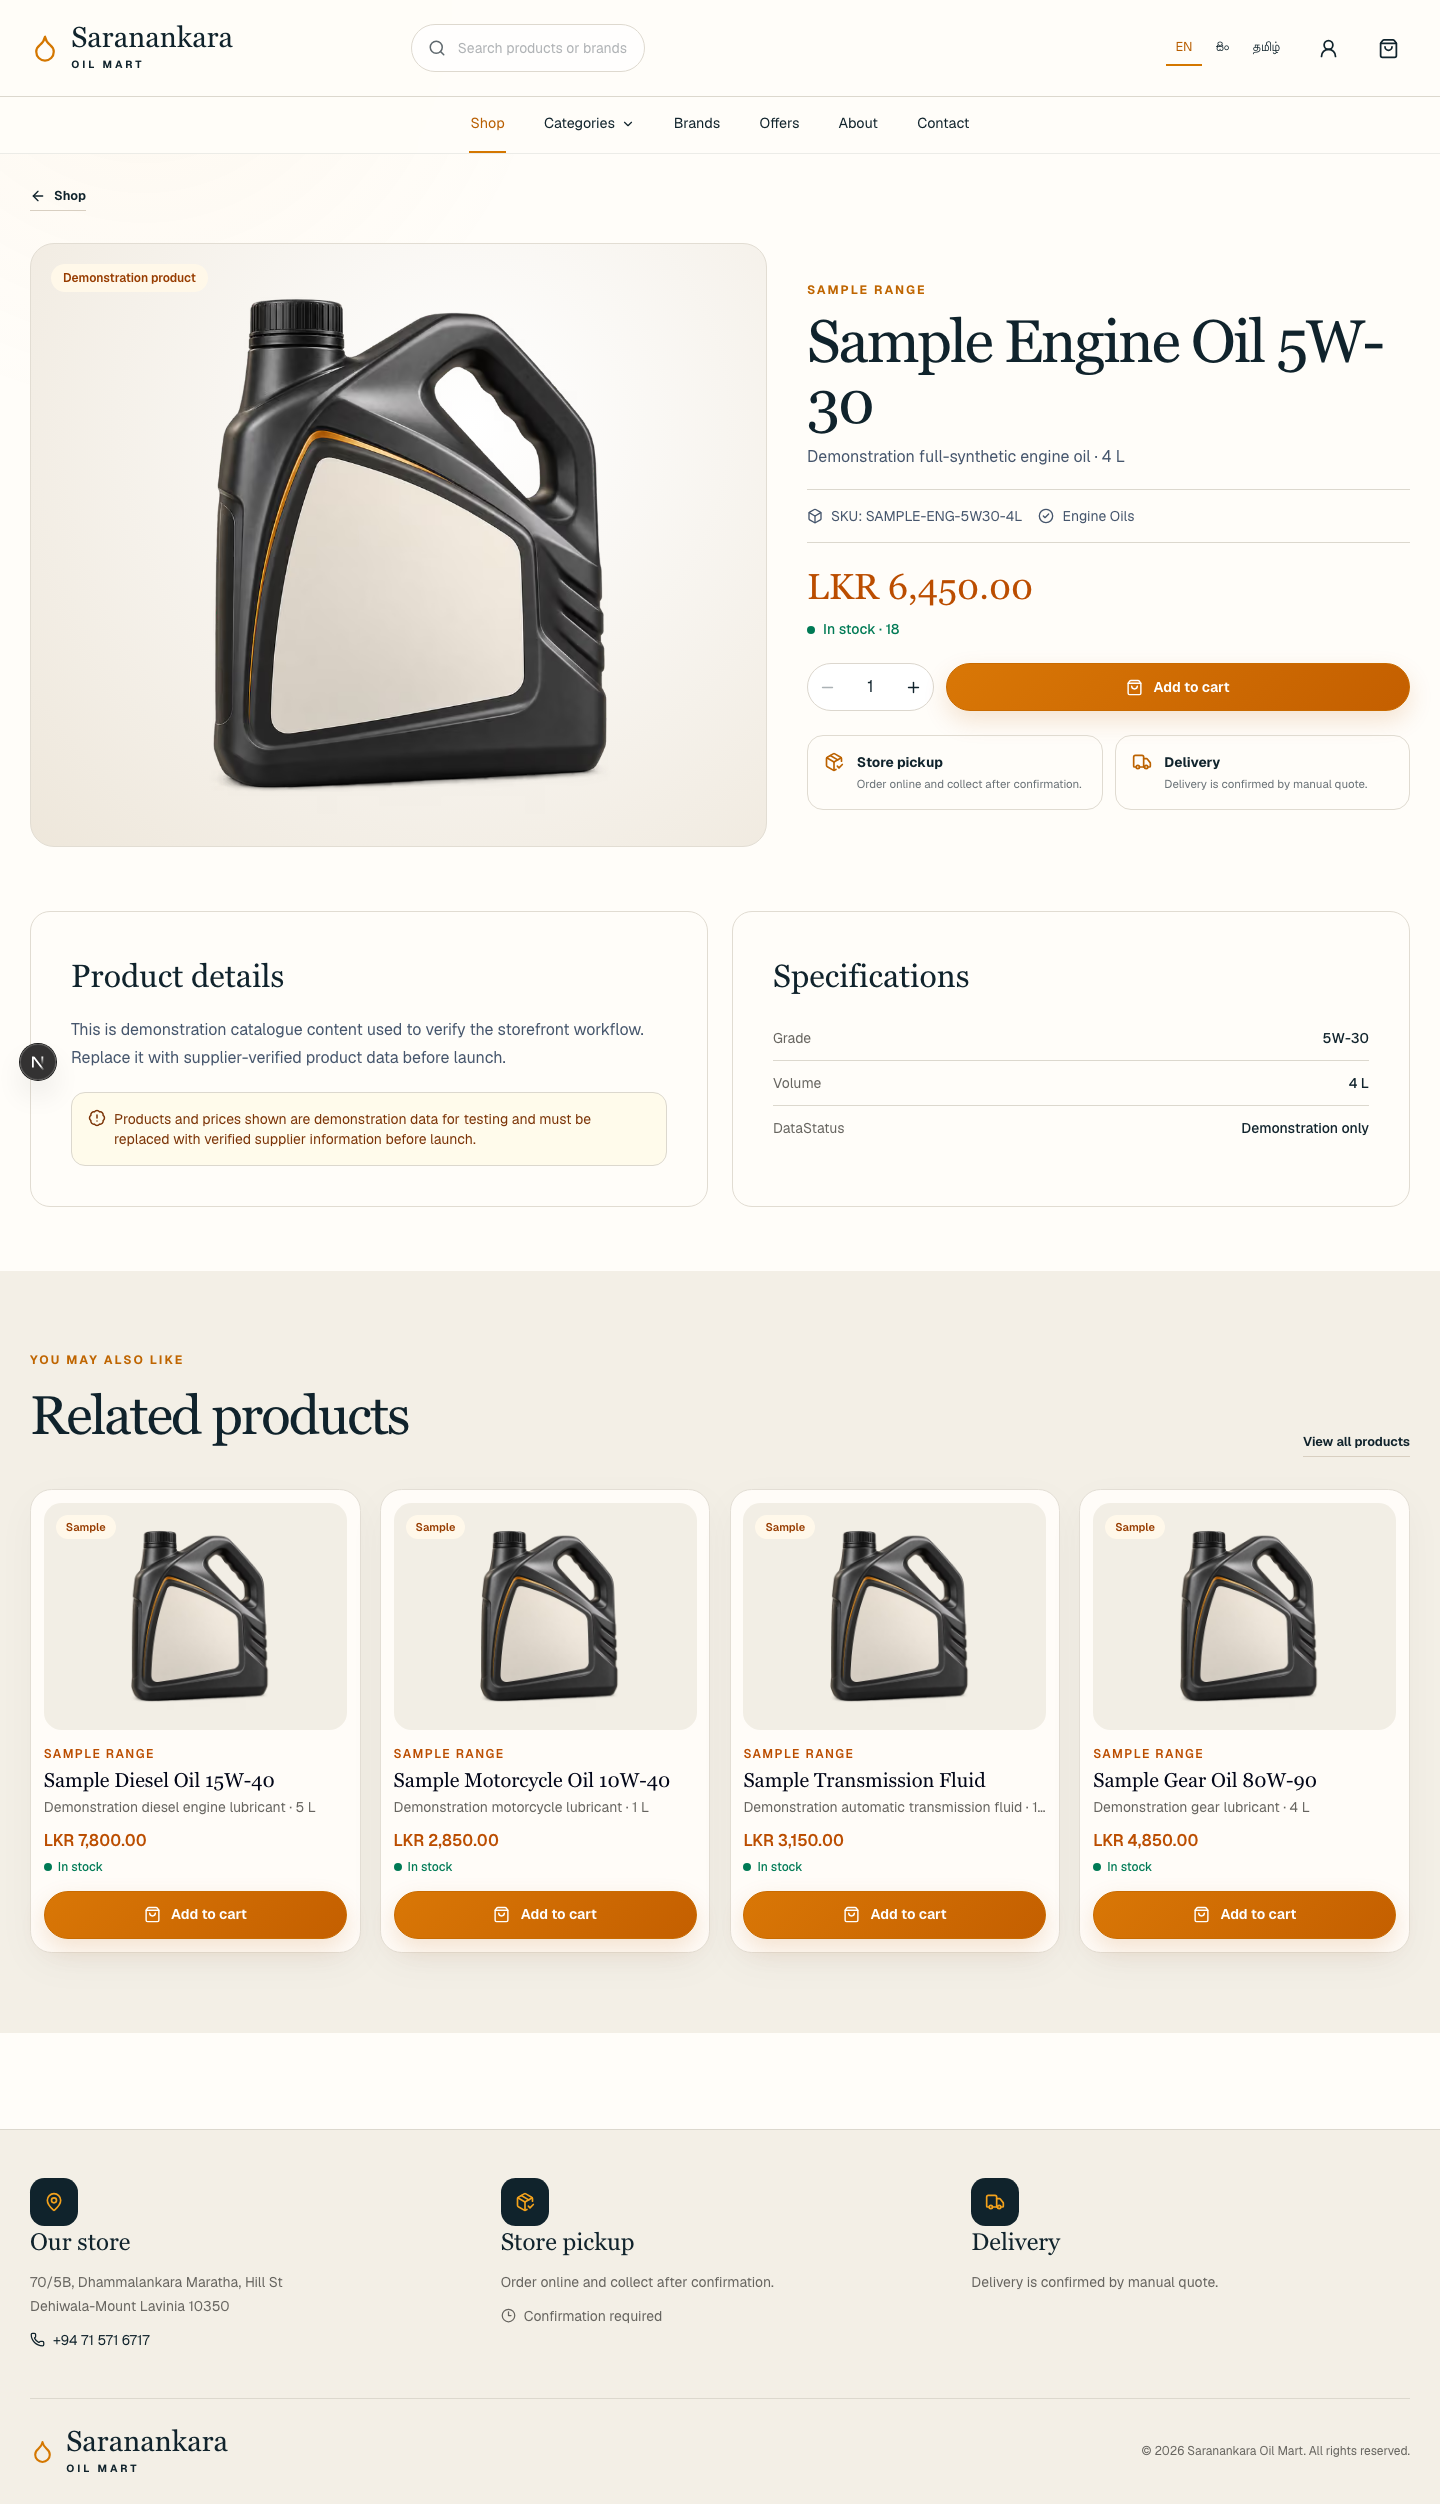 Saranankara
OIL MART
Search products or brands
EN
සිං
தமிழ்
Shop
Categories
Brands
Offers
About
Contact
Shop
Demonstration product
SAMPLE RANGE
Sample Engine Oil 5W-
30
Demonstration full-synthetic engine oil · 4 L
SKU: SAMPLE-ENG-5W30-4L
Engine Oils
LKR 6,450.00
In stock · 18
1
Add to cart
Store pickup
Order online and collect after confirmation.
Delivery
Delivery is confirmed by manual quote.
Product details
This is demonstration catalogue content used to verify the storefront workflow.
Replace it with supplier-verified product data before launch.
N
Products and prices shown are demonstration data for testing and must be
replaced with verified supplier information before launch.
Specifications
Grade 5W-30
Volume 4 L
DataStatus Demonstration only
YOU MAY ALSO LIKE
Related products
View all products
Sample
SAMPLE RANGE
Sample Diesel Oil 15W-40
Demonstration diesel engine lubricant · 5 L
LKR 7,800.00
In stock
Add to cart
Sample
SAMPLE RANGE
Sample Motorcycle Oil 10W-40
Demonstration motorcycle lubricant · 1 L
LKR 2,850.00
In stock
Add to cart
Sample
SAMPLE RANGE
Sample Transmission Fluid
Demonstration automatic transmission fluid · 1...
LKR 3,150.00
In stock
Add to cart
Sample
SAMPLE RANGE
Sample Gear Oil 80W-90
Demonstration gear lubricant · 4 L
LKR 4,850.00
In stock
Add to cart
Our store
70/5B, Dhammalankara Maratha, Hill St
Dehiwala-Mount Lavinia 10350
+94 71 571 6717
Store pickup
Order online and collect after confirmation.
Confirmation required
Delivery
Delivery is confirmed by manual quote.
Saranankara
OIL MART
© 2026 Saranankara Oil Mart. All rights reserved.